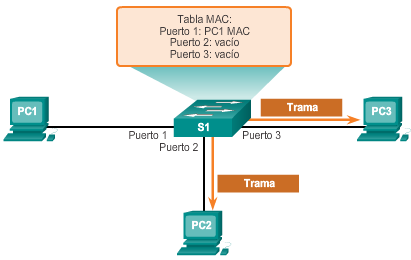 Tabla MAC:
Puerto 1: PC1 MAC
Puerto 2: vacío
Puerto 3: vacío
PC1
Trama
PC3
S1
Puerto 1
Puerto 3
Puerto 2
Trama
PC2